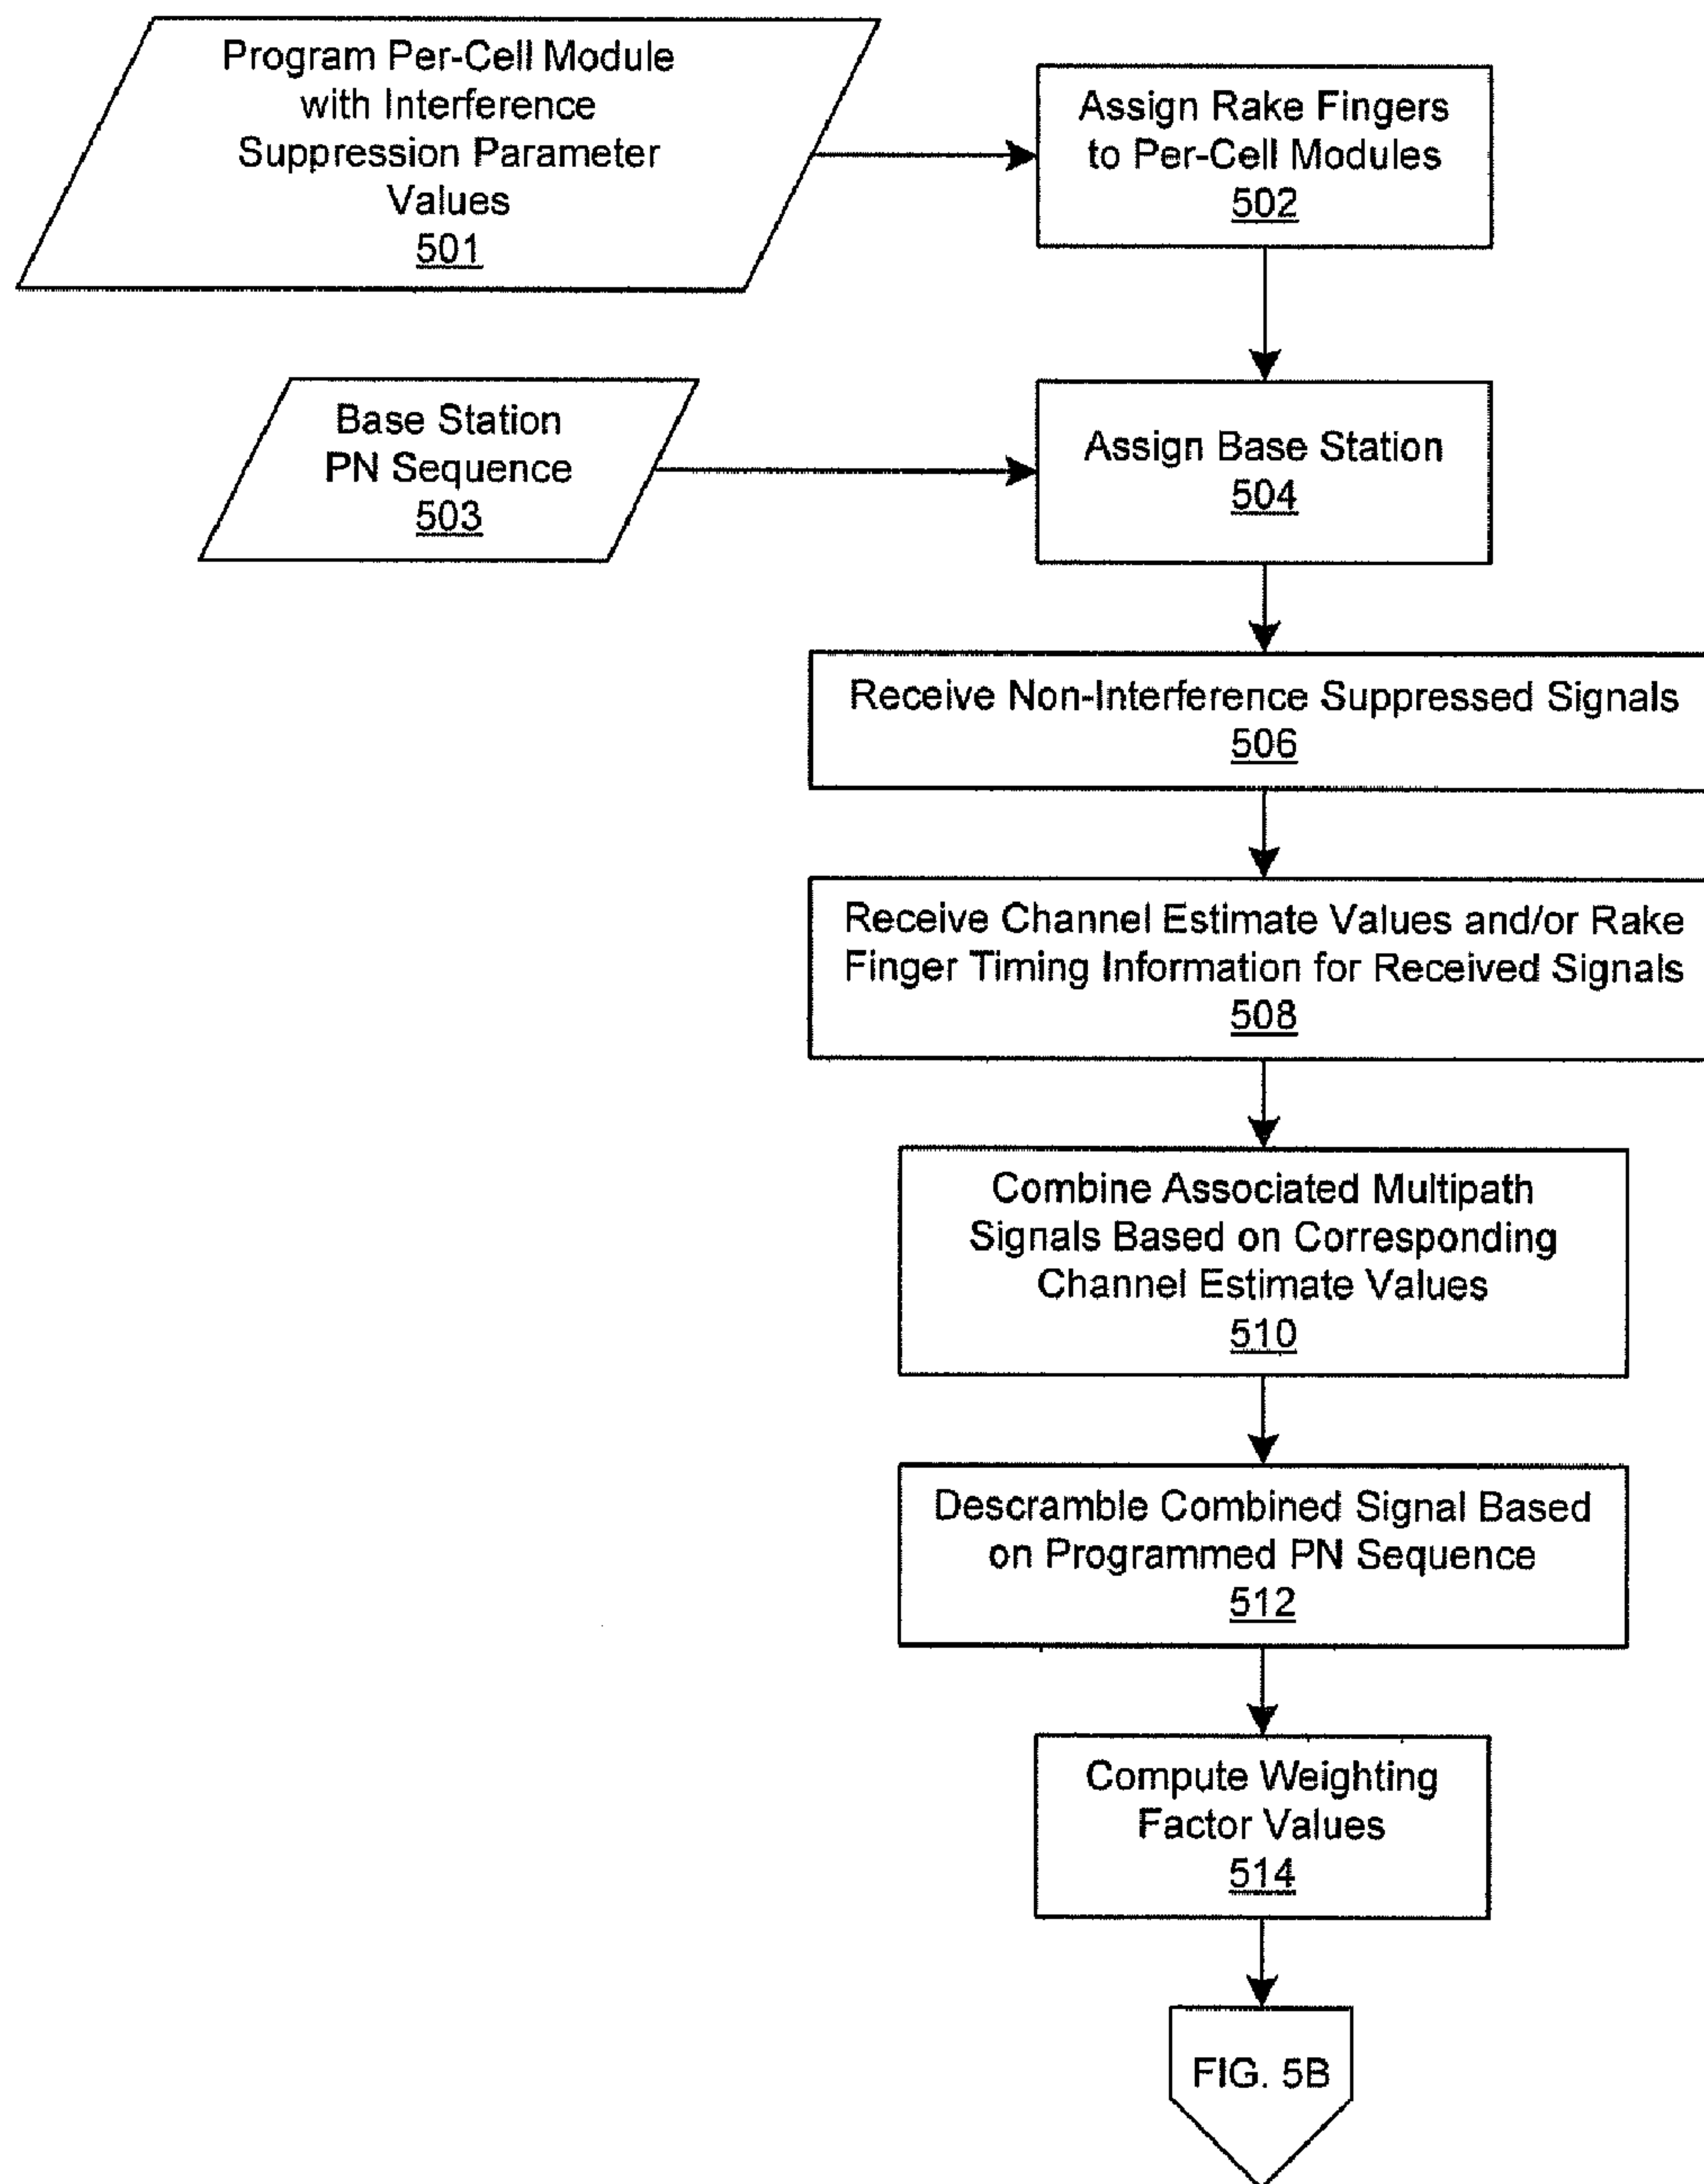 Program Per-Cell Module
with Interference
Suppression Parameter
Values
501
Assign Rake Fingers
to Per-Cell Modules
502
Base Station
PN Sequence
503
Assign Base Station
504
Receive Non-Interference Suppressed Signals
506
Receive Channel Estimate Values and/or Rake
Finger Timing Information for Received Signals
508
Combine Associated Multipath
Signals Based on Corresponding
Channel Estimate Values
510
Descramble Combined Signal Based
on Programmed PN Sequence
512
Compute Weighting
Factor Values
514
FIG. 5B